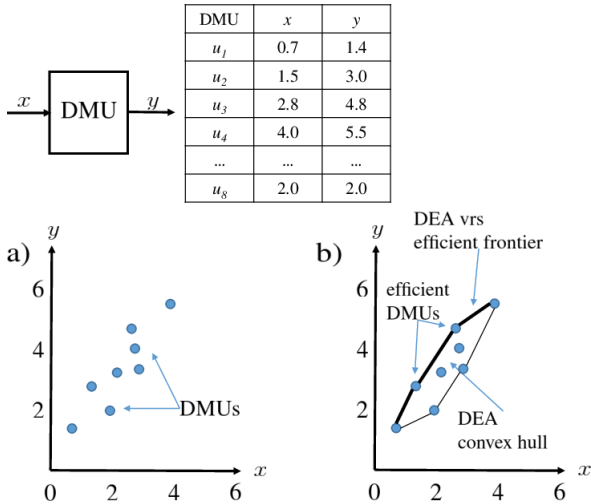 x
DMU
y
DMU x y
u1 0.7 1.4
u2 1.5 3.0
u3 2.8 4.8
u4 4.0 5.5
... ... ...
u8 2.0 2.0
a)
y
6
4
2
0
0 2 4 6
x
DMUs
b)
y
DEA vrs
efficient frontier
efficient
DMUs
DEA
convex hull
6
4
2
0
0 2 4 6
x